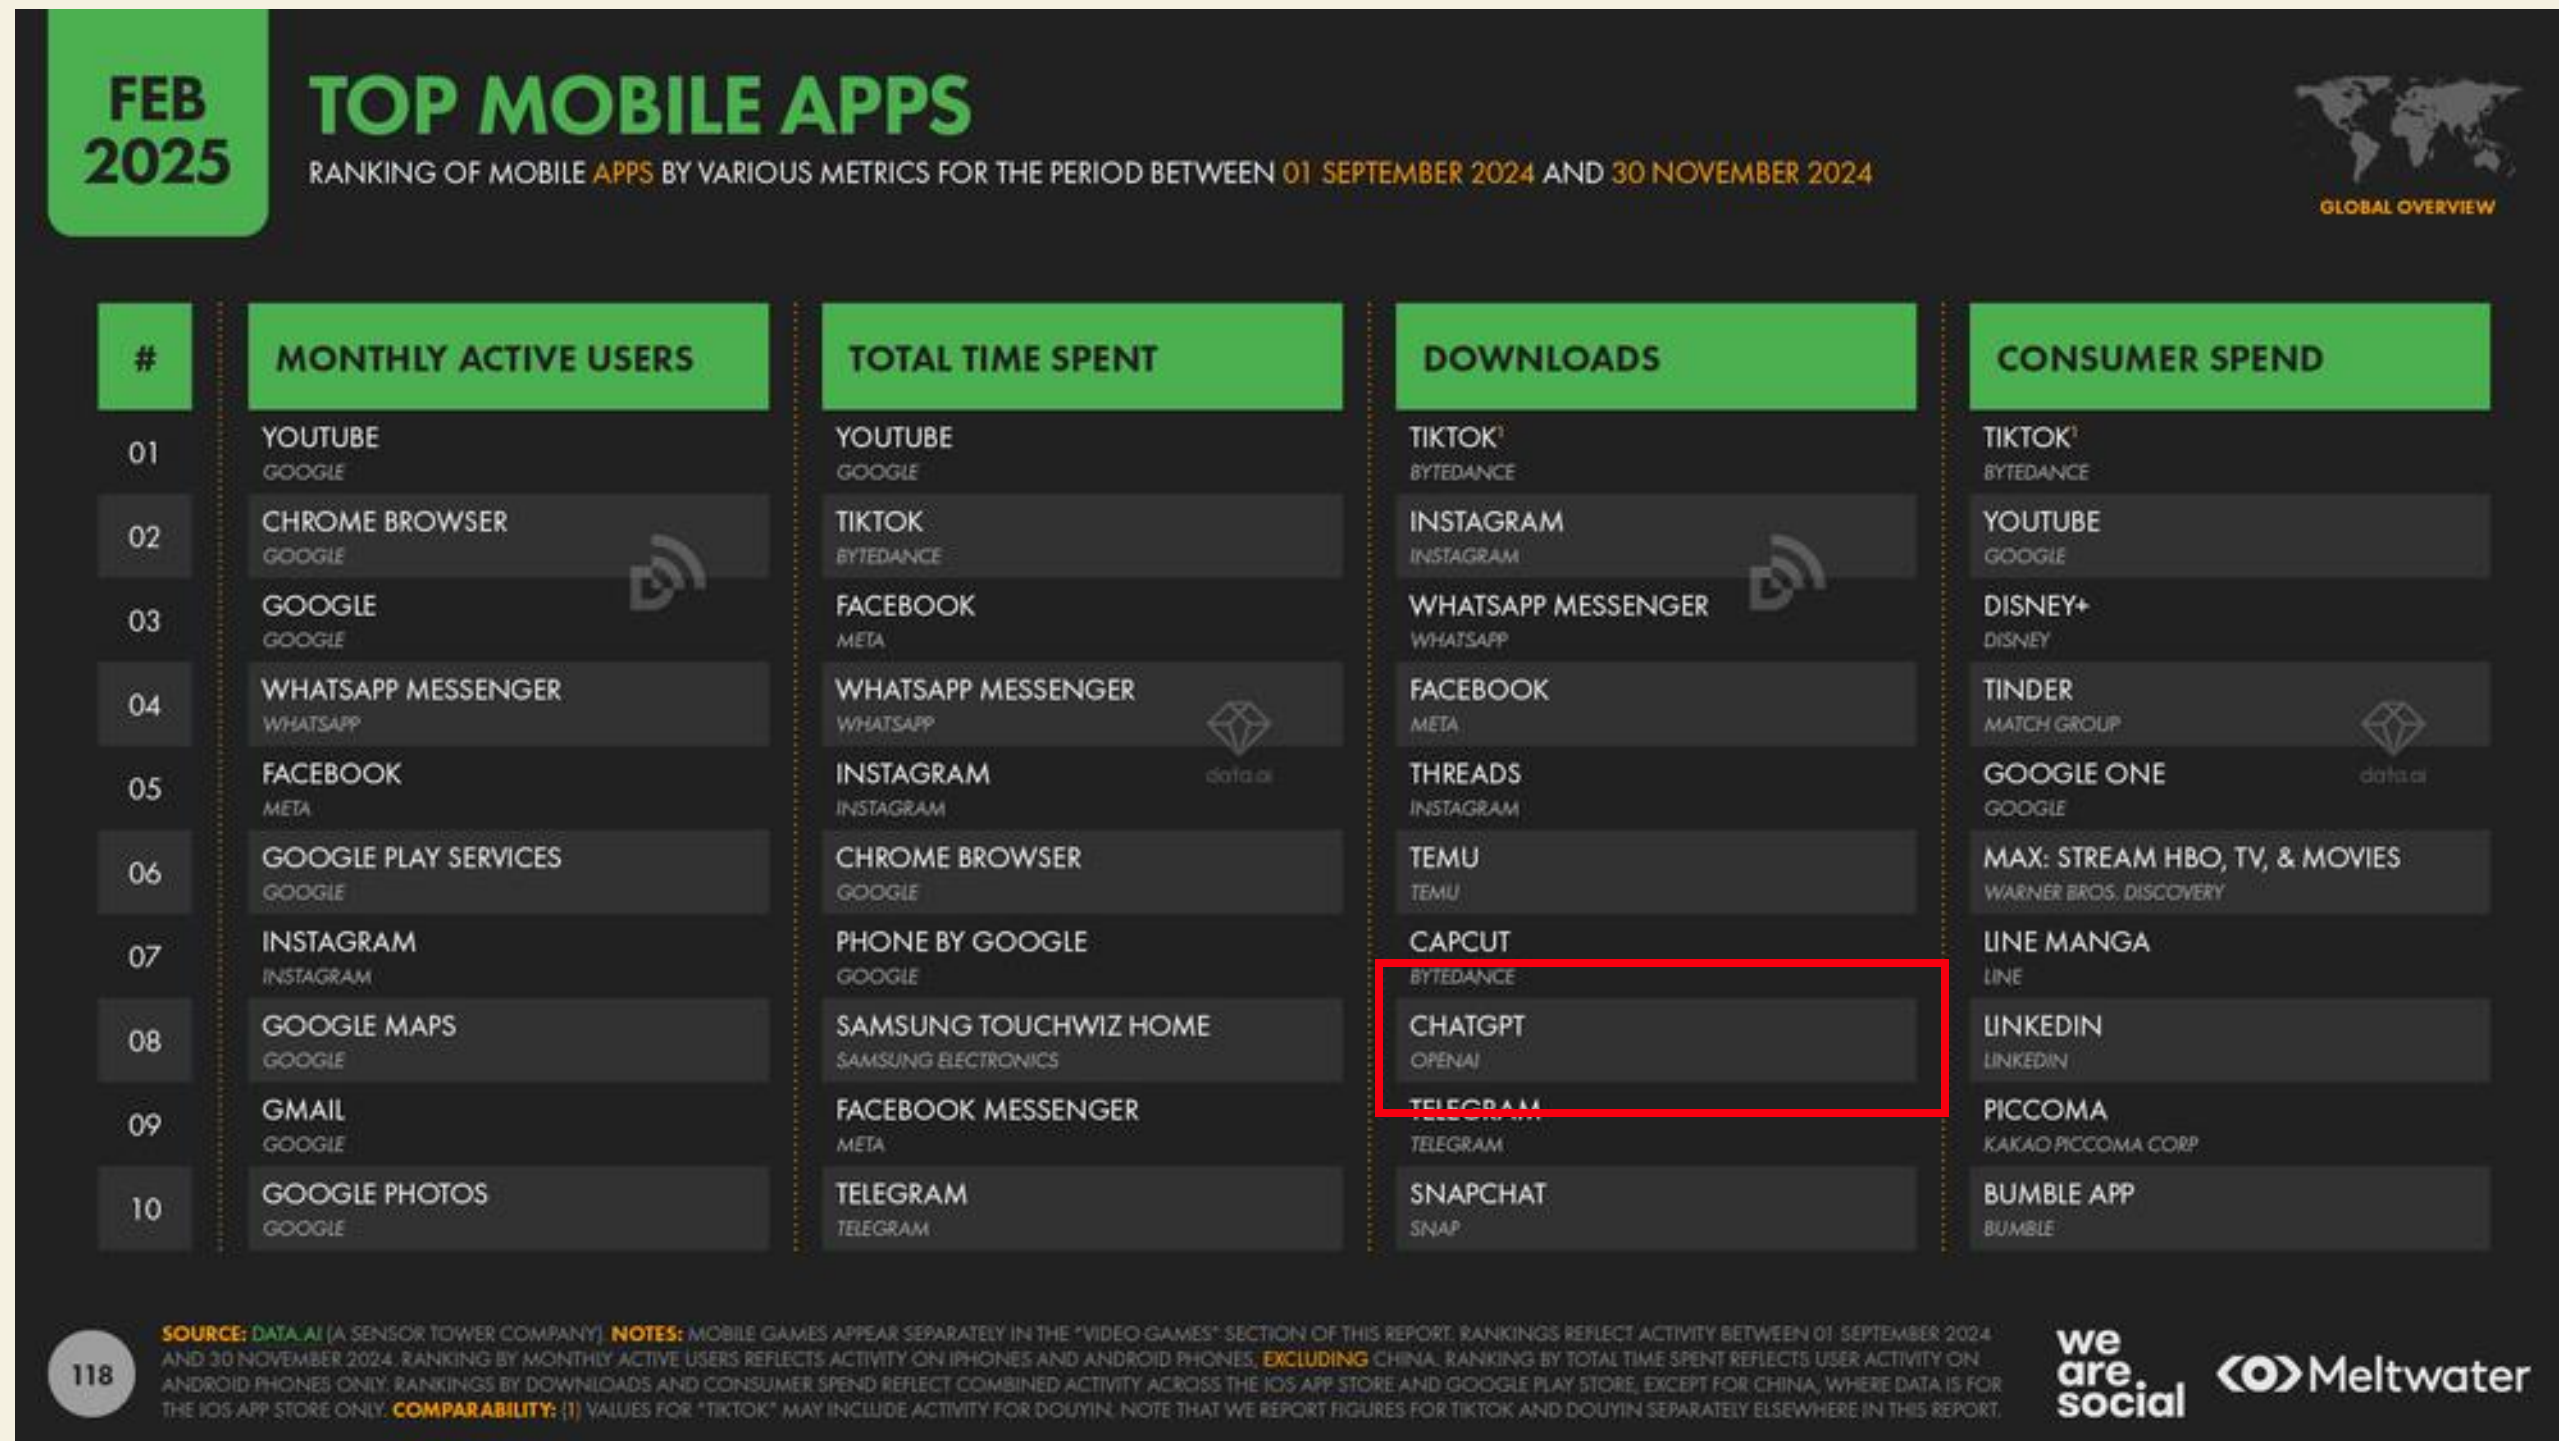 FEB
2025
TOP MOBILE APPS
RANKING OF MOBILE APPS BY VARIOUS METRICS FOR THE PERIOD BETWEEN 01 SEPTEMBER 2024 AND 30 NOVEMBER 2024
GLOBAL OVERVIEW
#
MONTHLY ACTIVE USERS
TOTAL TIME SPENT
DOWNLOADS
CONSUMER SPEND
01
YOUTUBE
GOOGLE
YOUTUBE
GOOGLE
TIKTOK¹
BYTEDANCE
TIKTOK¹
BYTEDANCE
02
CHROME BROWSER
GOOGLE
TIKTOK
BYTEDANCE
INSTAGRAM
INSTAGRAM
YOUTUBE
GOOGLE
03
GOOGLE
GOOGLE
FACEBOOK
META
WHATSAPP MESSENGER
WHATSAPP
DISNEY+
DISNEY
04
WHATSAPP MESSENGER
WHATSAPP
WHATSAPP MESSENGER
WHATSAPP
FACEBOOK
META
TINDER
MATCH GROUP
05
FACEBOOK
META
INSTAGRAM
INSTAGRAM
data.ai
THREADS
INSTAGRAM
GOOGLE ONE
GOOGLE
data.ai
06
GOOGLE PLAY SERVICES
GOOGLE
CHROME BROWSER
GOOGLE
TEMU
TEMU
MAX: STREAM HBO, TV, & MOVIES
WARNER BROS. DISCOVERY
07
INSTAGRAM
INSTAGRAM
PHONE BY GOOGLE
GOOGLE
CAPCUT
BYTEDANCE
LINE MANGA
LINE
08
GOOGLE MAPS
GOOGLE
SAMSUNG TOUCHWIZ HOME
SAMSUNG ELECTRONICS
CHATGPT
OPENAI
LINKEDIN
LINKEDIN
09
GMAIL
GOOGLE
FACEBOOK MESSENGER
META
TELEGRAM
TELEGRAM
PICCOMA
KAKAO PICCOMA CORP
10
GOOGLE PHOTOS
GOOGLE
TELEGRAM
TELEGRAM
SNAPCHAT
SNAP
BUMBLE APP
BUMBLE
118
SOURCE: DATA.AI (A SENSOR TOWER COMPANY). NOTES: MOBILE GAMES APPEAR SEPARATELY IN THE "VIDEO GAMES" SECTION OF THIS REPORT. RANKINGS REFLECT ACTIVITY BETWEEN 01 SEPTEMBER 2024
AND 30 NOVEMBER 2024. RANKING BY MONTHLY ACTIVE USERS REFLECTS ACTIVITY ON IPHONES AND ANDROID PHONES, EXCLUDING CHINA. RANKING BY TOTAL TIME SPENT REFLECTS USER ACTIVITY ON
ANDROID PHONES ONLY. RANKINGS BY DOWNLOADS AND CONSUMER SPEND REFLECT COMBINED ACTIVITY ACROSS THE IOS APP STORE AND GOOGLE PLAY STORE, EXCEPT FOR CHINA, WHERE DATA IS FOR
THE IOS APP STORE ONLY. COMPARABILITY: (1) VALUES FOR "TIKTOK" MAY INCLUDE ACTIVITY FOR DOUYIN. NOTE THAT WE REPORT FIGURES FOR TIKTOK AND DOUYIN SEPARATELY ELSEWHERE IN THIS REPORT.
we
are.
social
Meltwater